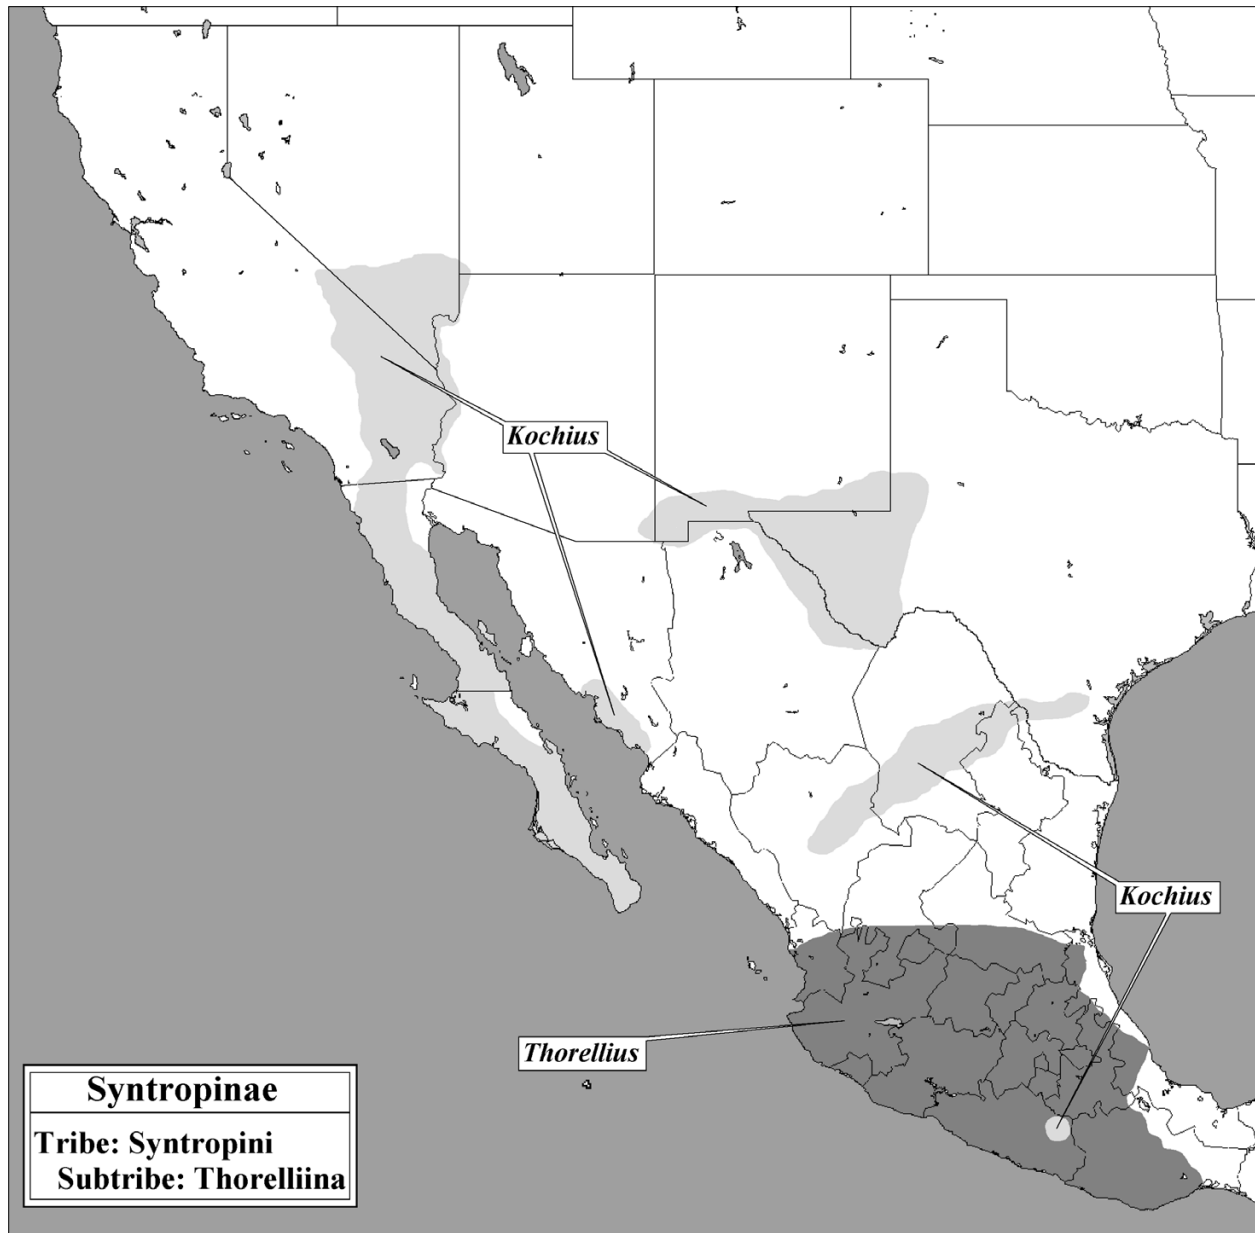 Kochius
Kochius
Thorellius
Syntropinae
Tribe: Syntropini
Subtribe: Thorelliina